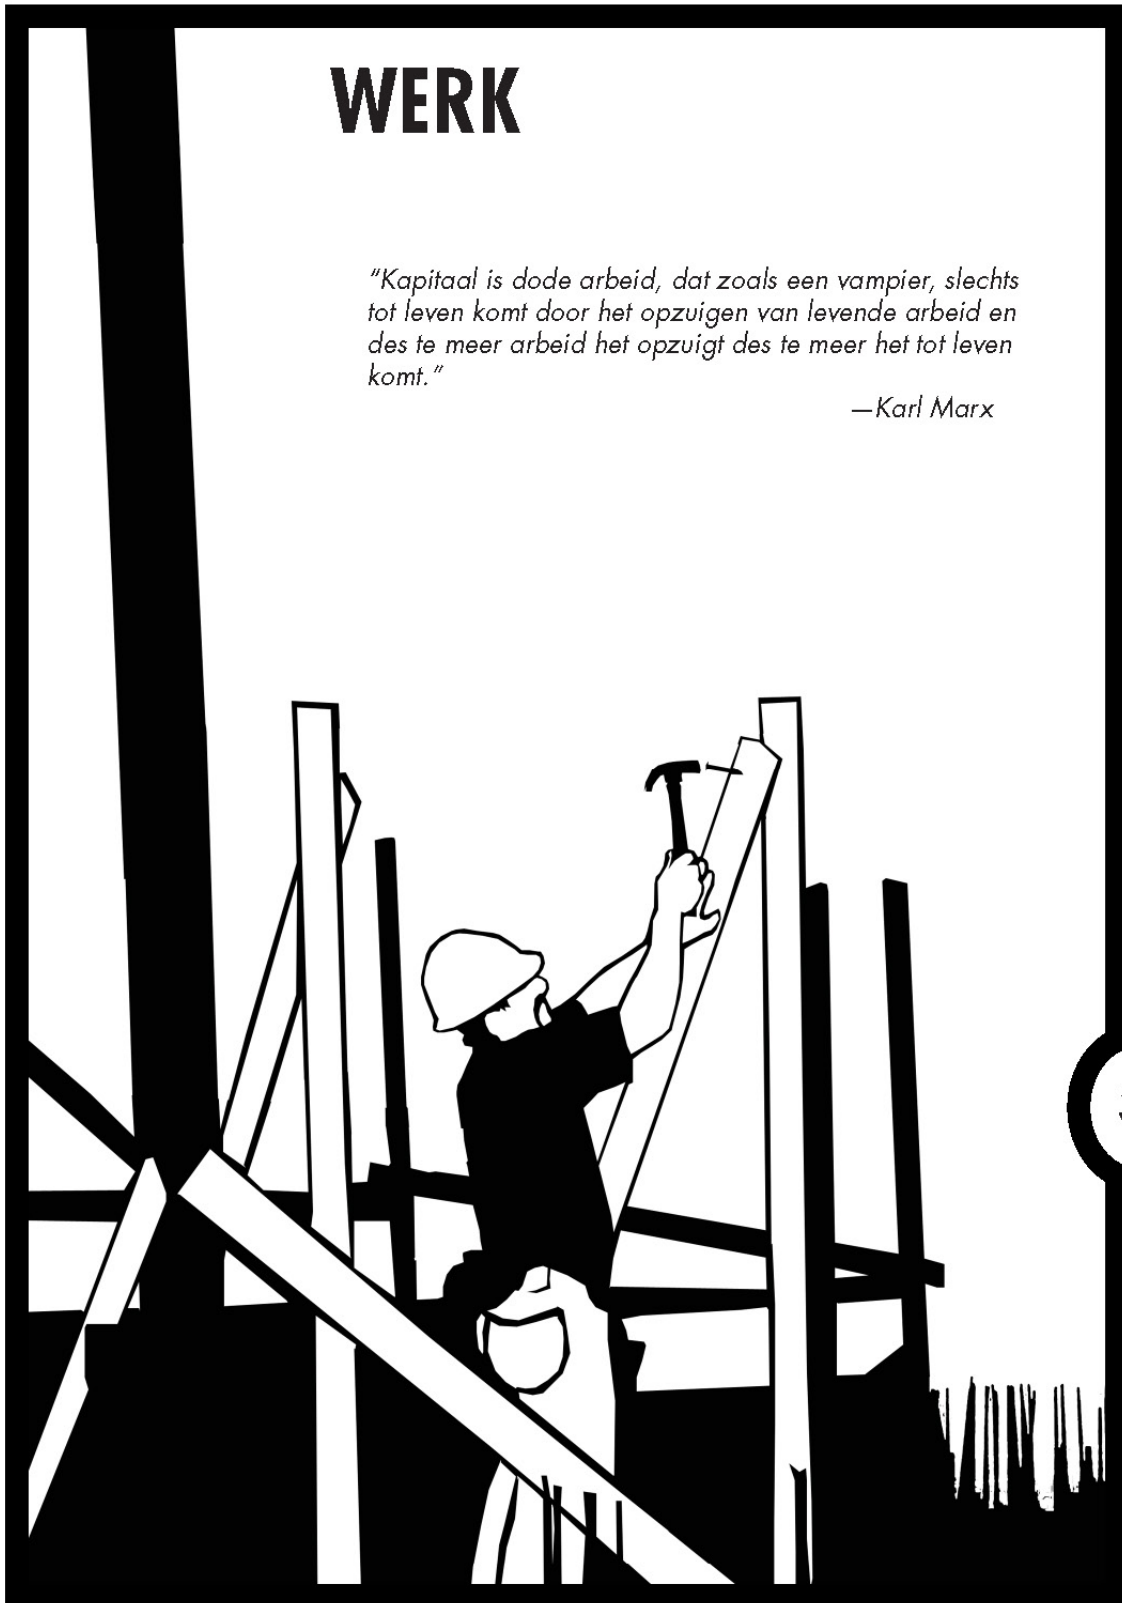 WERK
“Kapitaal is dode arbeid, dat zoals een vampier, slechts
tot leven komt door het opzuigen van levende arbeid en
des te meer arbeid het opzuigt des te meer het tot leven
komt.”
—Karl Marx